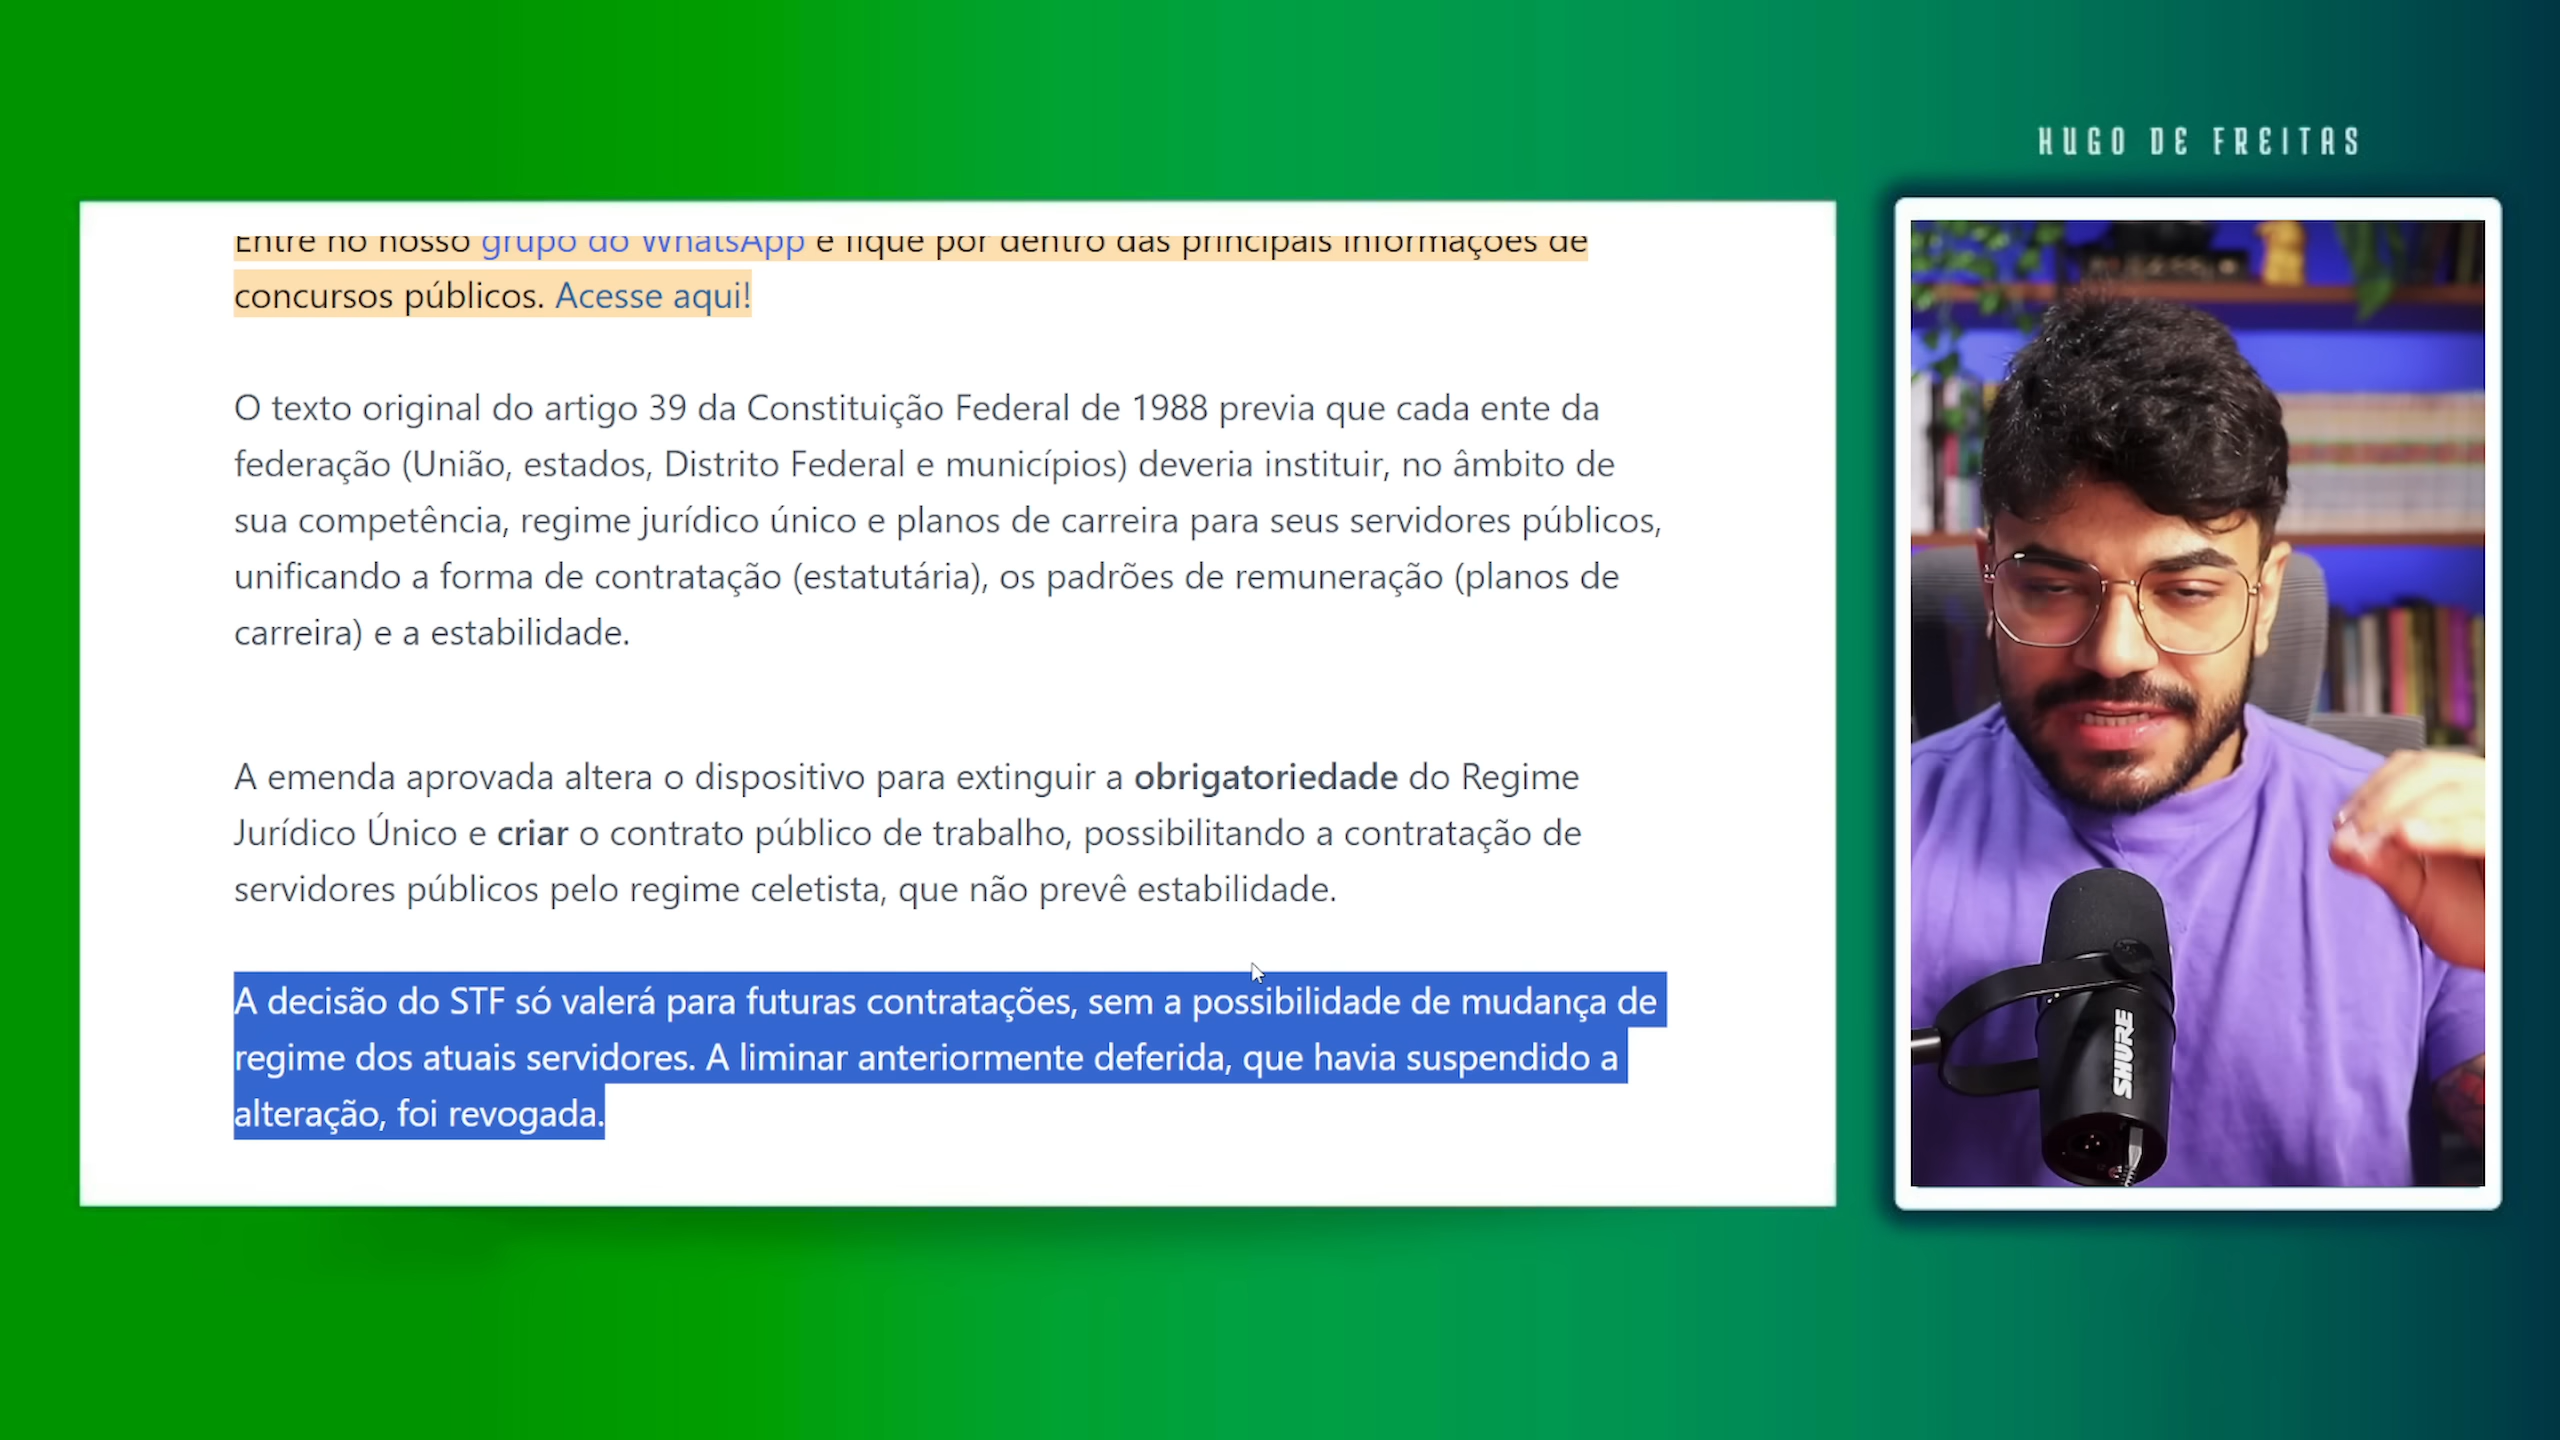 HUGO DE FREITAS
Entre no nosso grupo do WhatsApp e fique por dentro das principais informações de
concursos públicos. Acesse aqui!
O texto original do artigo 39 da Constituição Federal de 1988 previa que cada ente da
federação (União, estados, Distrito Federal e municípios) deveria instituir, no âmbito de
sua competência, regime jurídico único e planos de carreira para seus servidores públicos,
unificando a forma de contratação (estatutária), os padrões de remuneração (planos de
carreira) e a estabilidade.
A emenda aprovada altera o dispositivo para extinguir a obrigatoriedade do Regime
Jurídico Único e criar o contrato público de trabalho, possibilitando a contratação de
servidores públicos pelo regime celetista, que não prevê estabilidade.
A decisão do STF só valerá para futuras contratações, sem a possibilidade de mudança de
regime dos atuais servidores. A liminar anteriormente deferida, que havia suspendido a
alteração, foi revogada.
SHURE